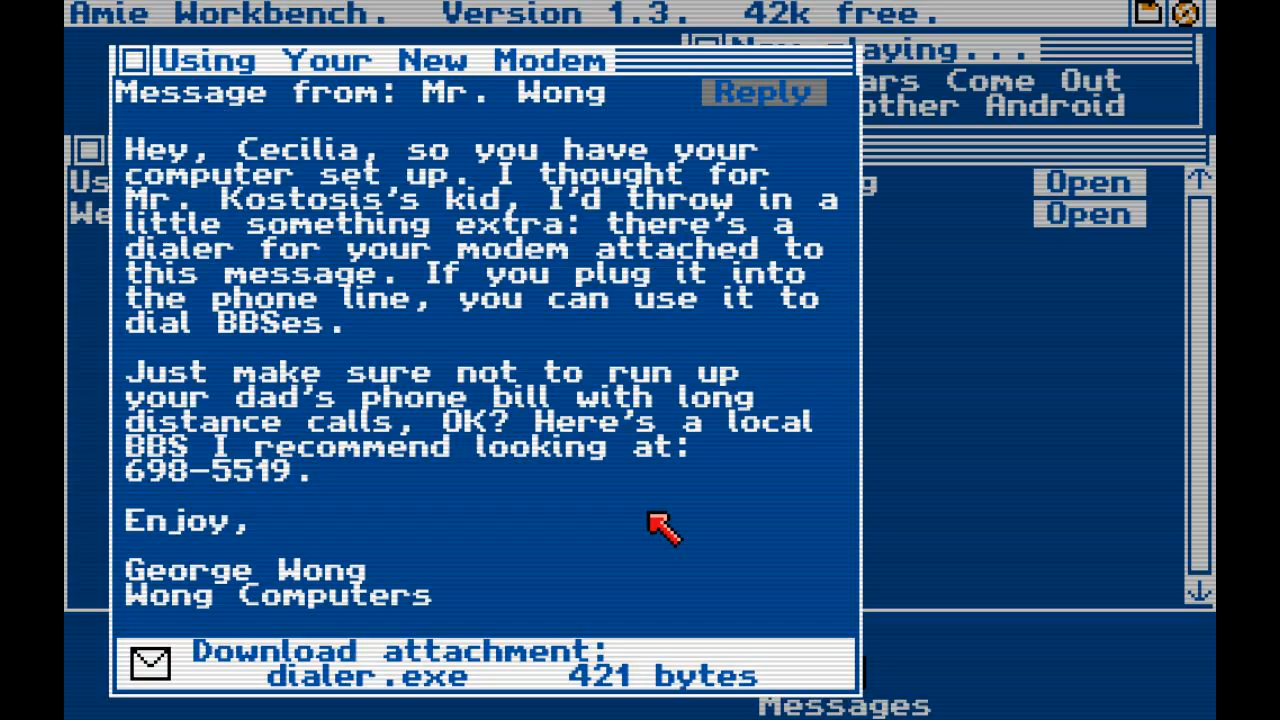 Amie Workbench. Version 1.3. 42k free.
Using Your New Modem
Message from: Mr. Wong
Reply
Hey, Cecilia, so you have your
computer set up. I thought for
Mr. Kostosis's kid, I'd throw in a
little something extra: there's a
dialer for your modem attached to
this message. If you plug it into
the phone line, you can use it to
dial BBSes.
Just make sure not to run up
your dad's phone bill with long
distance calls, OK? Here's a local
BBS I recommend looking at:
698-5519.
Enjoy,
George Wong
Wong Computers
Download attachment:
dialer.exe 421 bytes
playing...
Come Out
Android
Open
Open
Messages